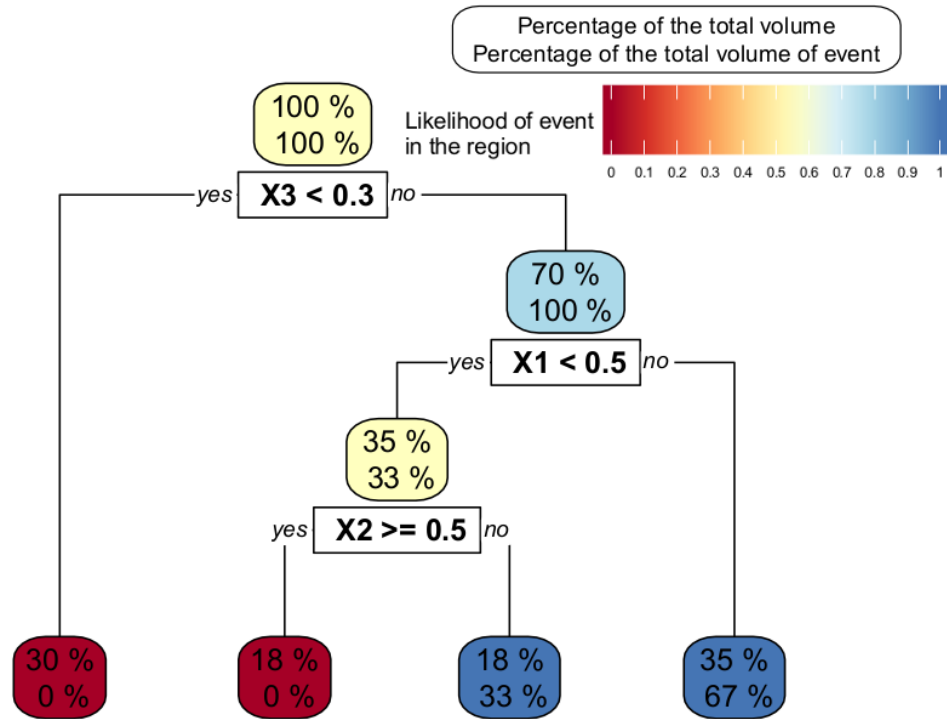 Percentage of the total volume
Percentage of the total volume of event
Likelihood of event
in the region
0 0.1 0.2 0.3 0.4 0.5 0.6 0.7 0.8 0.9 1
100 %
100 %
yes X3 < 0.3 no
70 %
100 %
yes X1 < 0.5 no
35 %
33 %
yes X2 >= 0.5 no
30 %
0 %
18 %
0 %
18 %
33 %
35 %
67 %